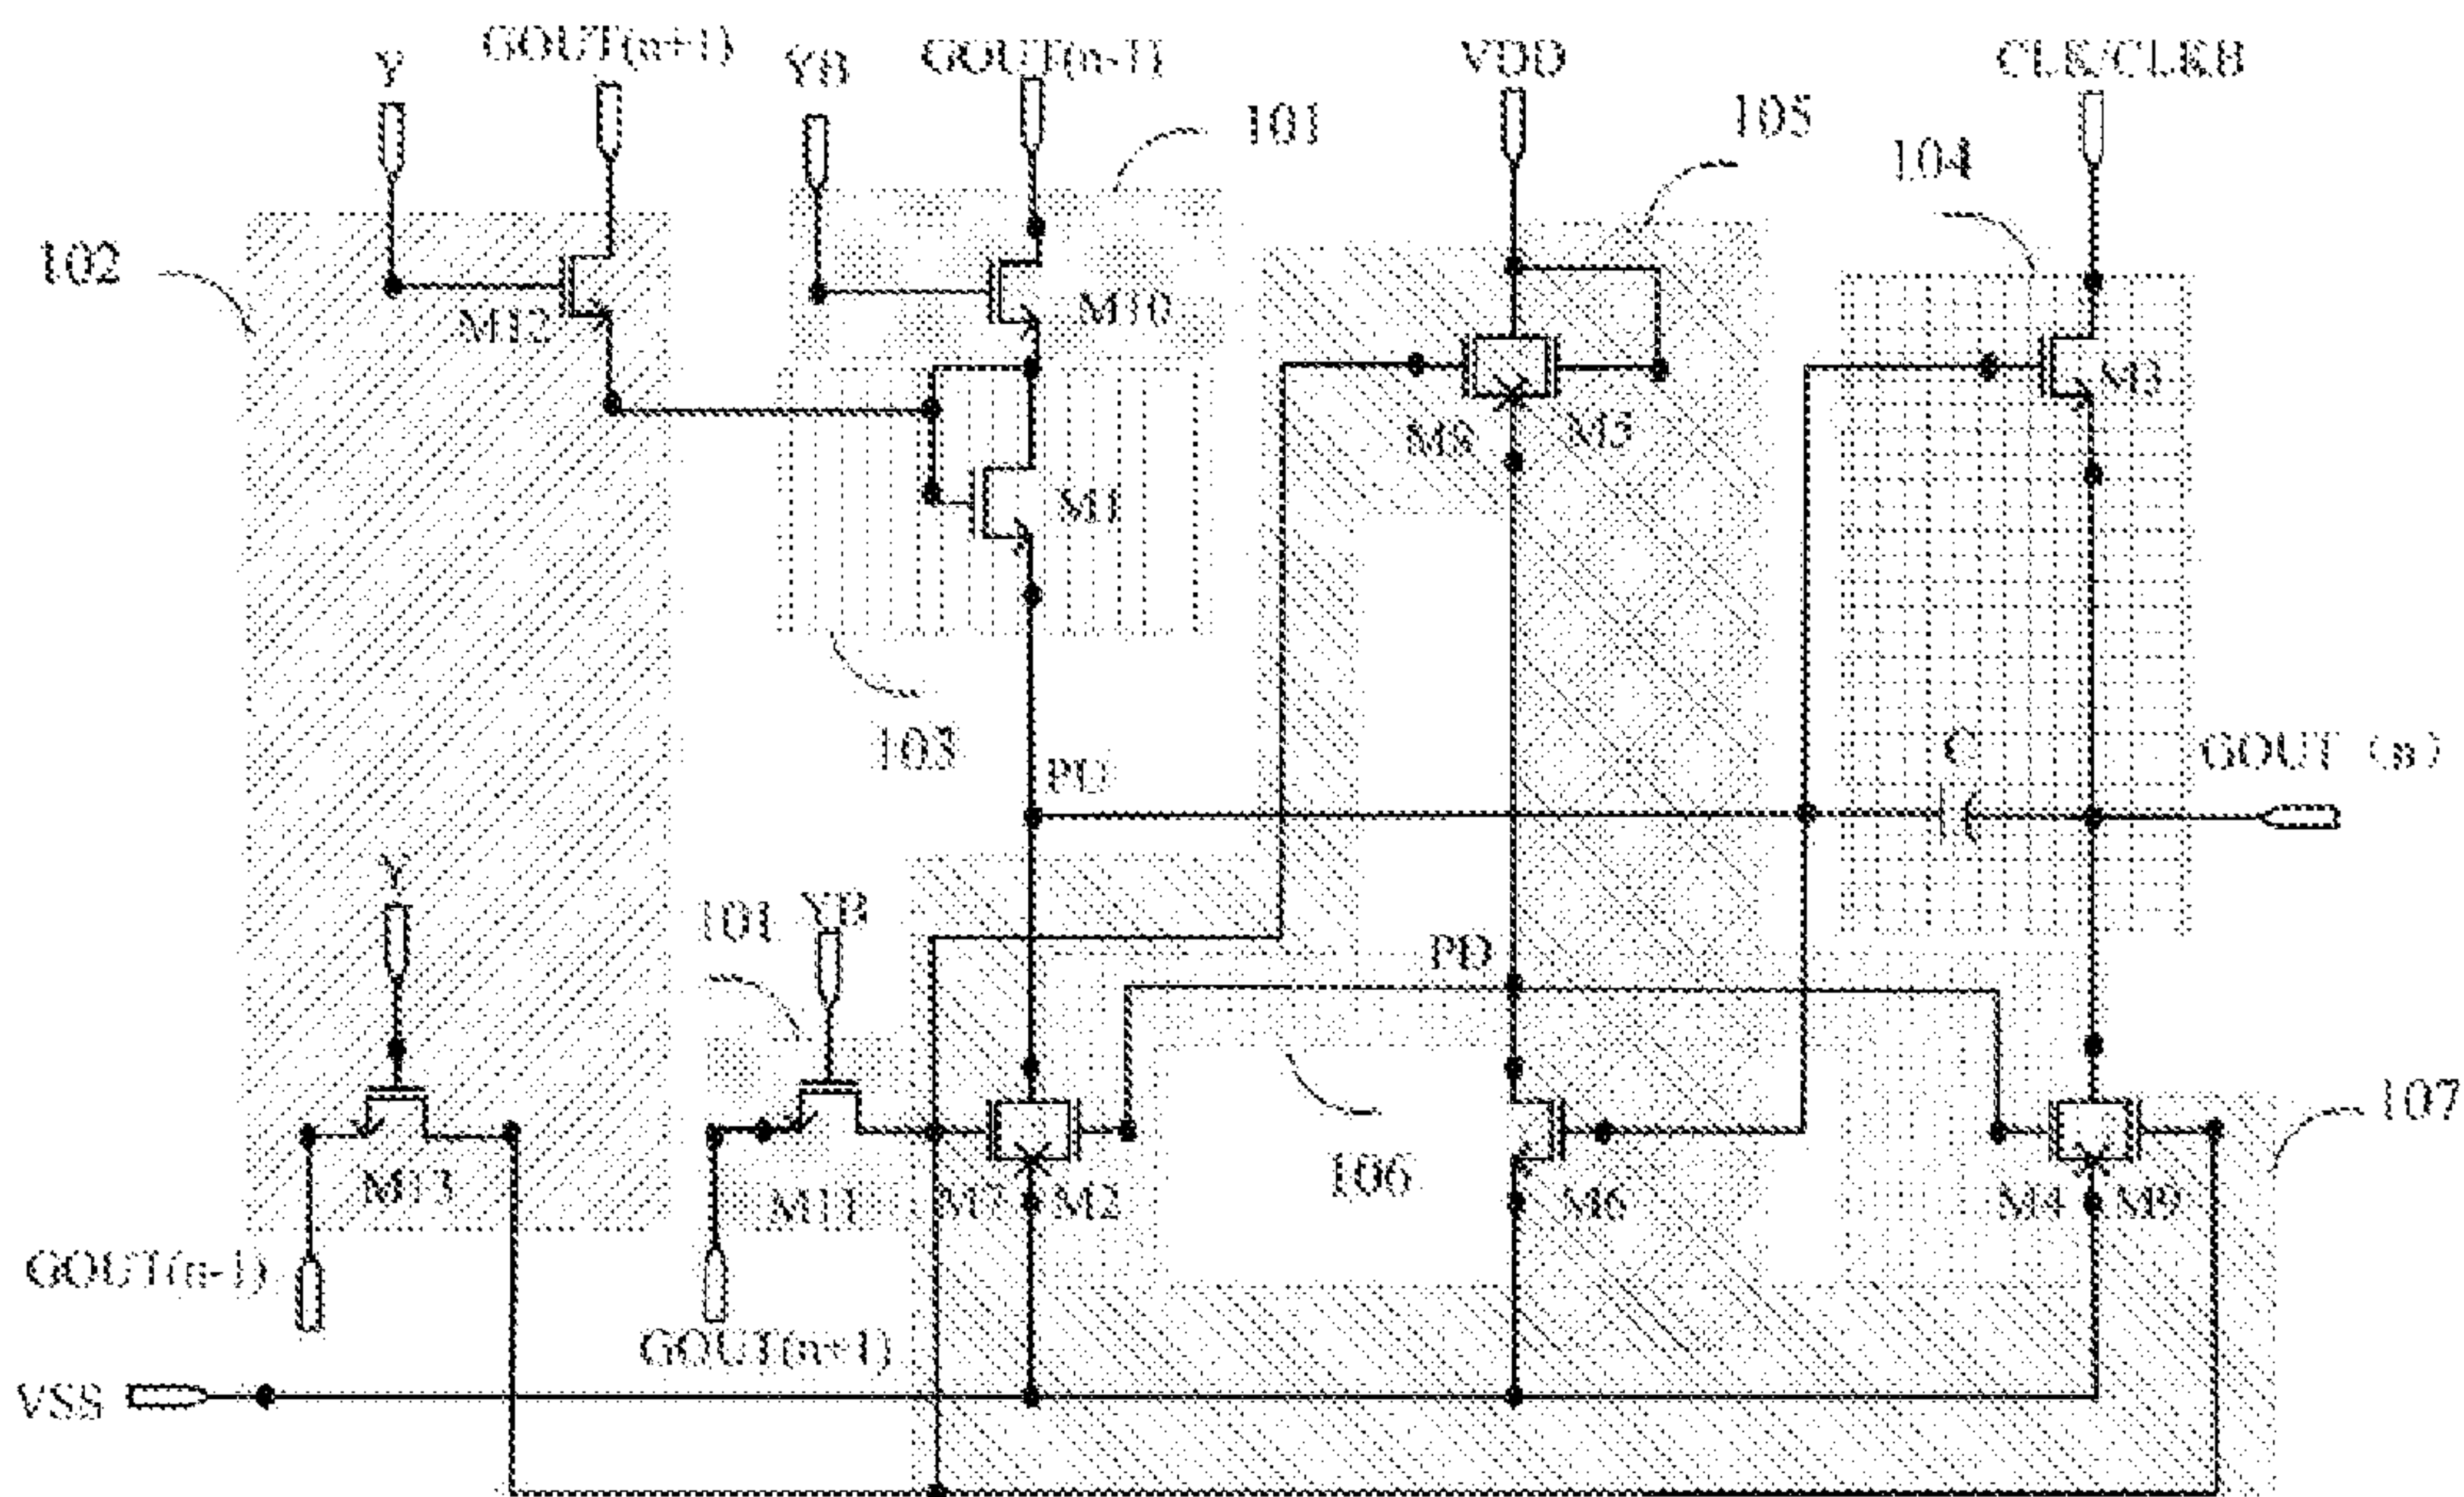 Y
GOUT(n+1)
YB
GOUT(n-1)
VDD
CLK/CLKB
101
105
104
102
M12
M10
M8
M5
M3
M1
103
PD
C
GOUT (n)
Y
101
YB
PD
107
M13
M11
M7
M2
106
M6
M4
M9
GOUT(n-1)
GOUT(n+1)
VSS